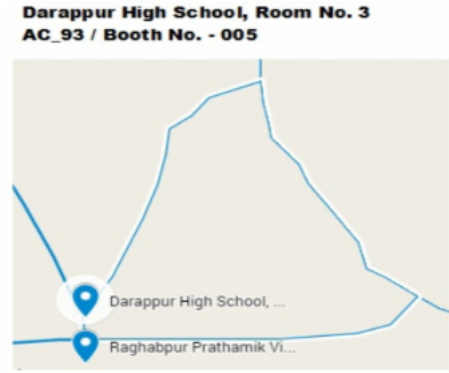 Darappur High School, Room No. 3
AC_93 / Booth No. - 005
Darappur High School, ...
Raghabpur Prathamik Vi...